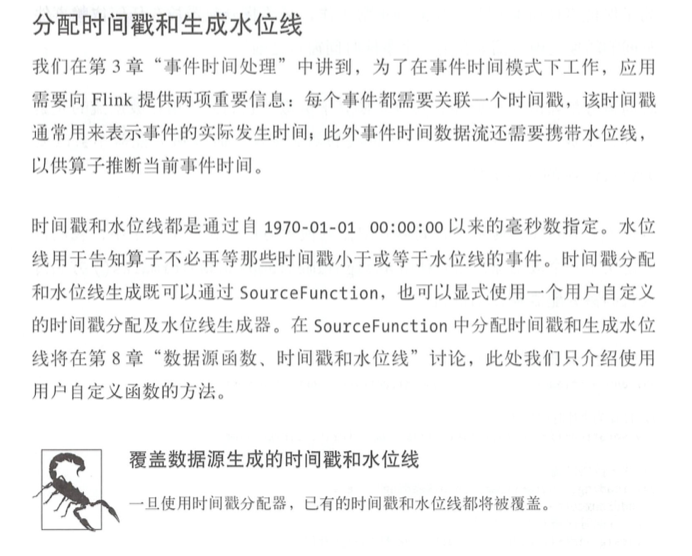 分配时间戳和生成水位线
我们在第 3 章“事件时间处理”中讲到，为了在事件时间模式下工作，应用
需要向 Flink 提供两项重要信息：每个事件都需要关联一个时间戳，该时间戳
通常用来表示事件的实际发生时间；此外事件时间数据流还需要携带水位线，
以供算子推断当前事件时间。
时间戳和水位线都是通过自 1970-01-01 00:00:00 以来的毫秒数指定。水位
线用于告知算子不必再等那些时间戳小于或等于水位线的事件。时间戳分配
和水位线生成既可以通过 SourceFunction，也可以显式使用一个用户自定义
的时间戳分配及水位线生成器。在 SourceFunction 中分配时间戳和生成水位
线将在第 8 章“数据源函数、时间戳和水位线”讨论，此处我们只介绍使用
用户自定义函数的方法。
覆盖数据源生成的时间戳和水位线
一旦使用时间戳分配器，已有的时间戳和水位线都将被覆盖。